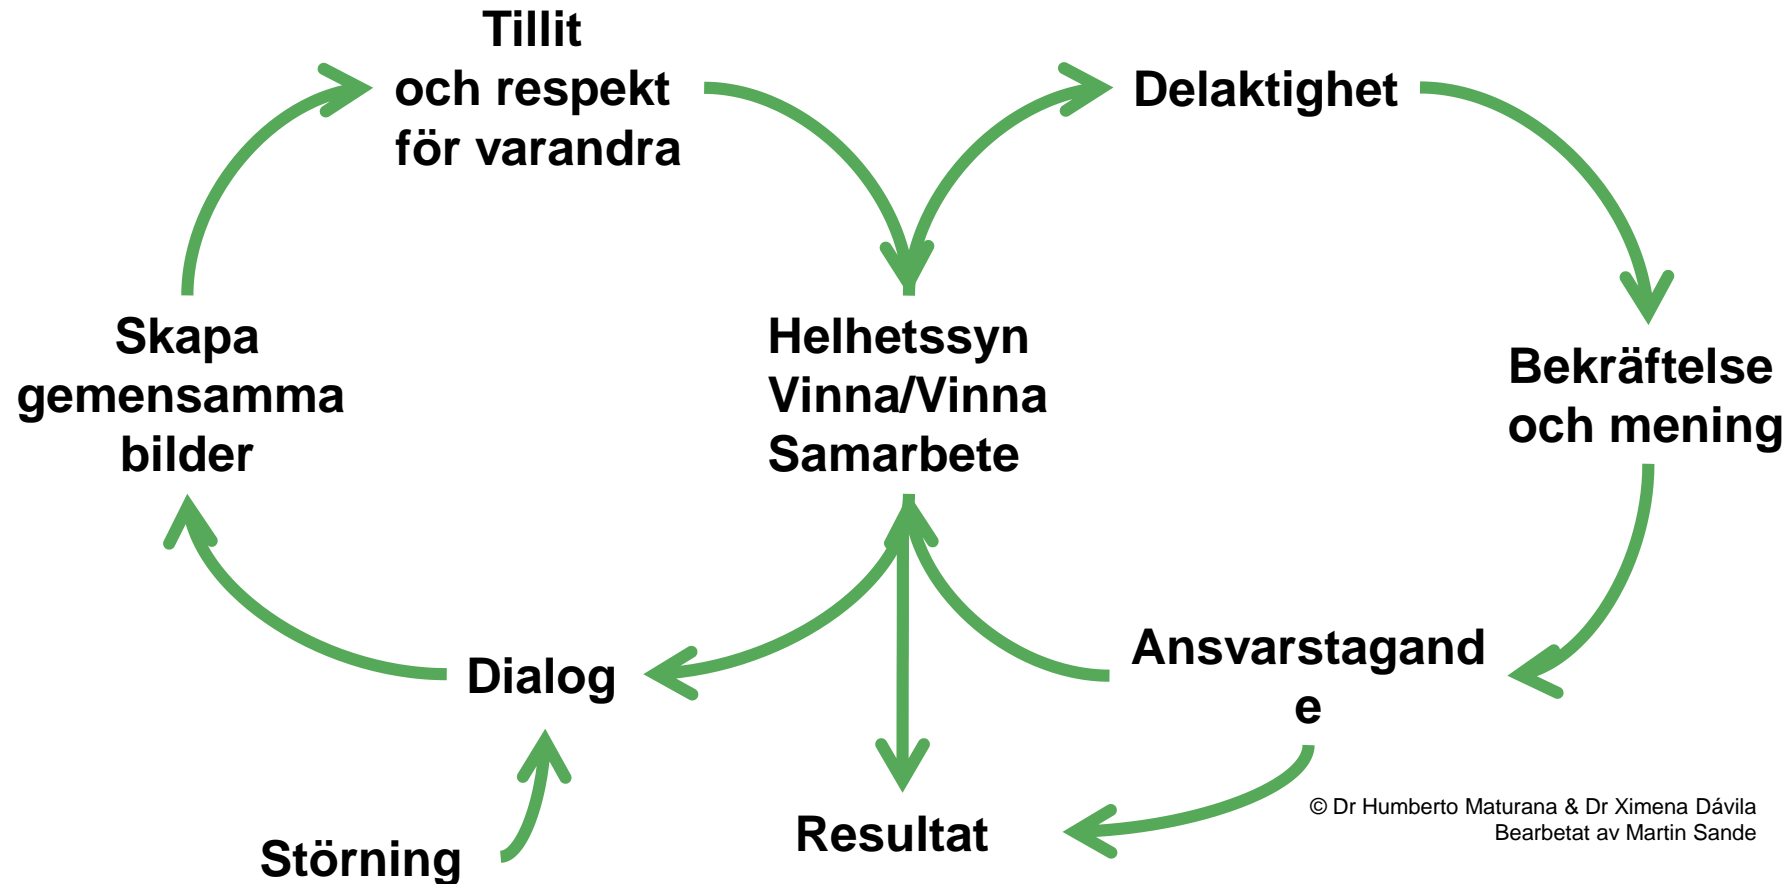 Tillit
och respekt
för varandra
Delaktighet
Skapa
gemensamma
bilder
Helhetssyn
Vinna/Vinna
Samarbete
Bekräftelse
och mening
Dialog
Ansvarstagand
e
Störning
Resultat
© Dr Humberto Maturana & Dr Ximena Dávila
Bearbetat av Martin Sande